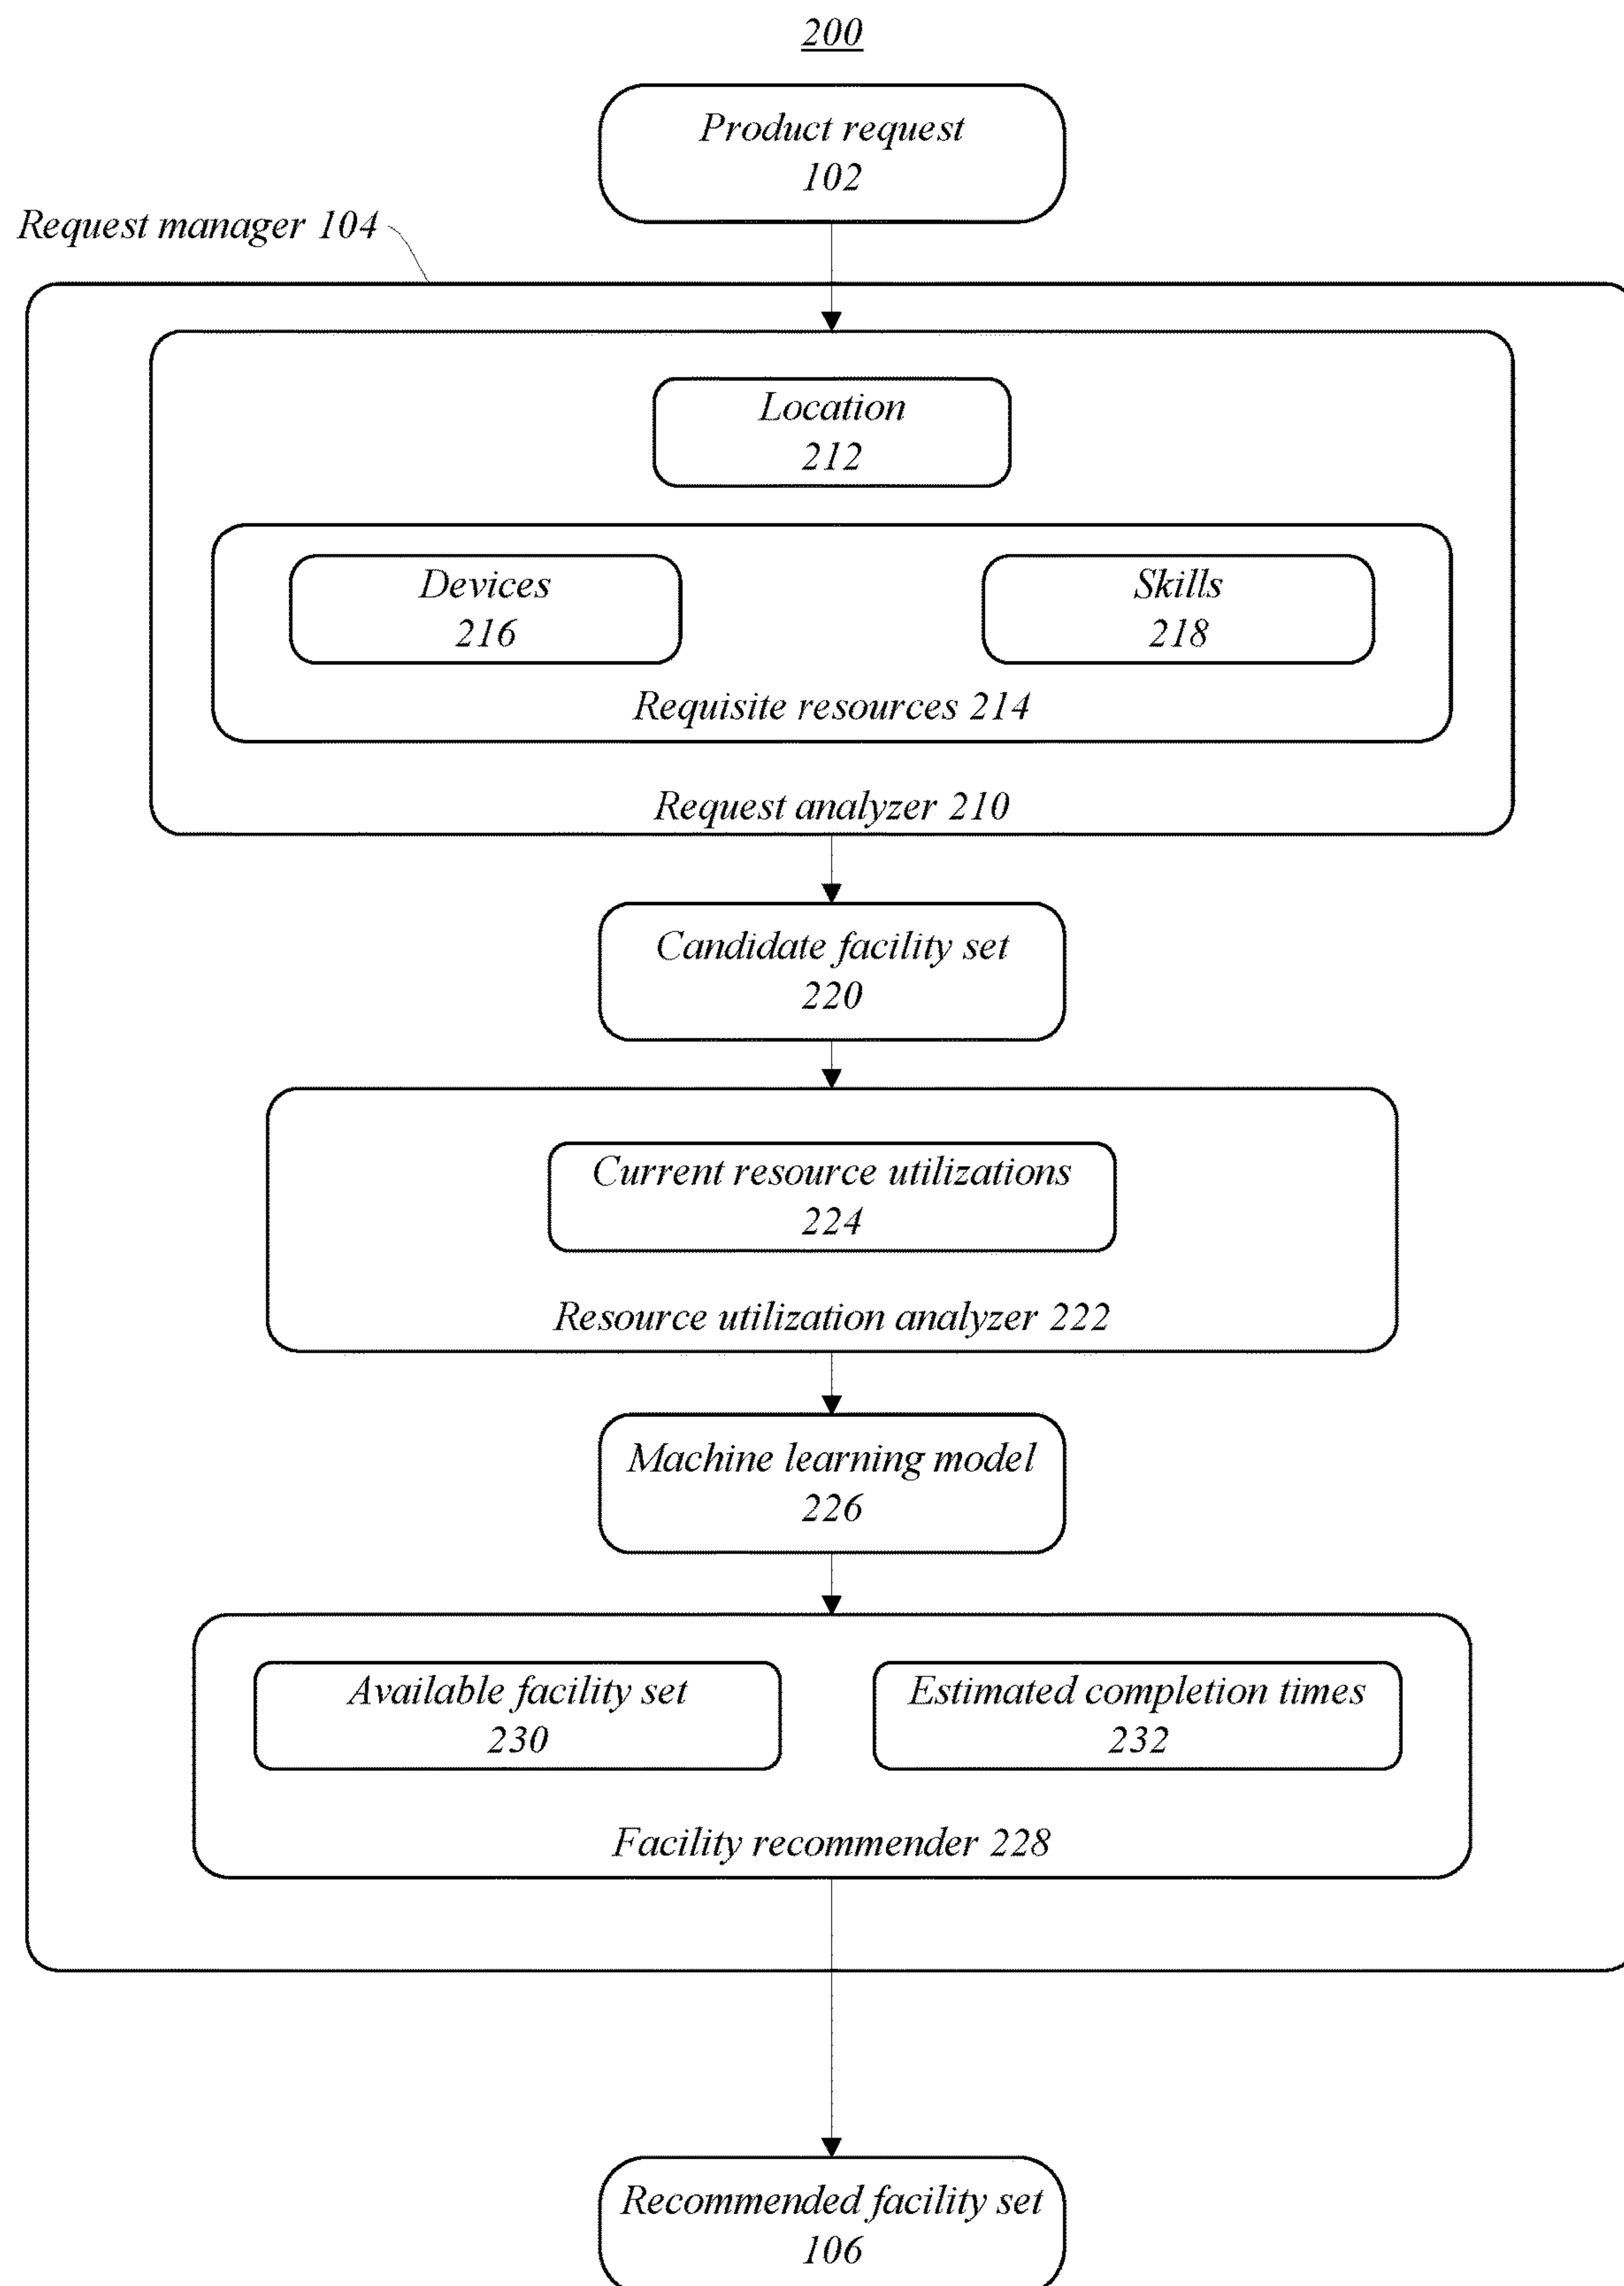 200
Product request
102
Request manager 104
Location
212
Devices
216
Skills
218
Requisite resources 214
Request analyzer 210
Candidate facility set
220
Current resource utilizations
224
Resource utilization analyzer 222
Machine learning model
226
Available facility set
230
Estimated completion times
232
Facility recommender 228
Recommended facility set
106